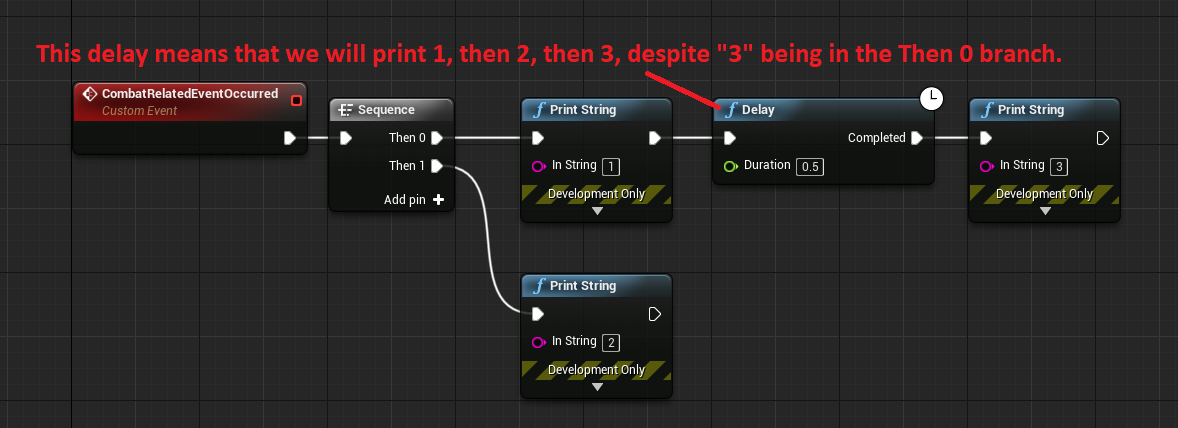 This delay means that we will print 1, then 2, then 3, despite "3" being in the Then 0 branch.
CombatRelatedEventOccurred
Custom Event
Sequence
Then 0
Then 1
Add pin
f Print String
In String 1
Development Only
f Delay
Completed
Duration 0.5
f Print String
In String 3
Development Only
f Print String
In String 2
Development Only